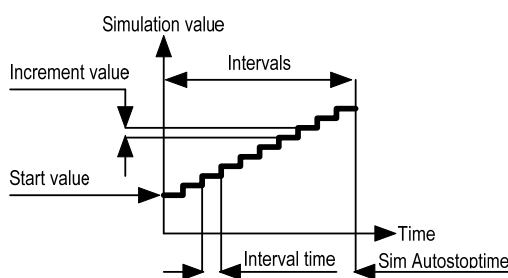 Simulation value
Intervals
Increment value
Start value
Time
Interval time
Sim Autostoptime